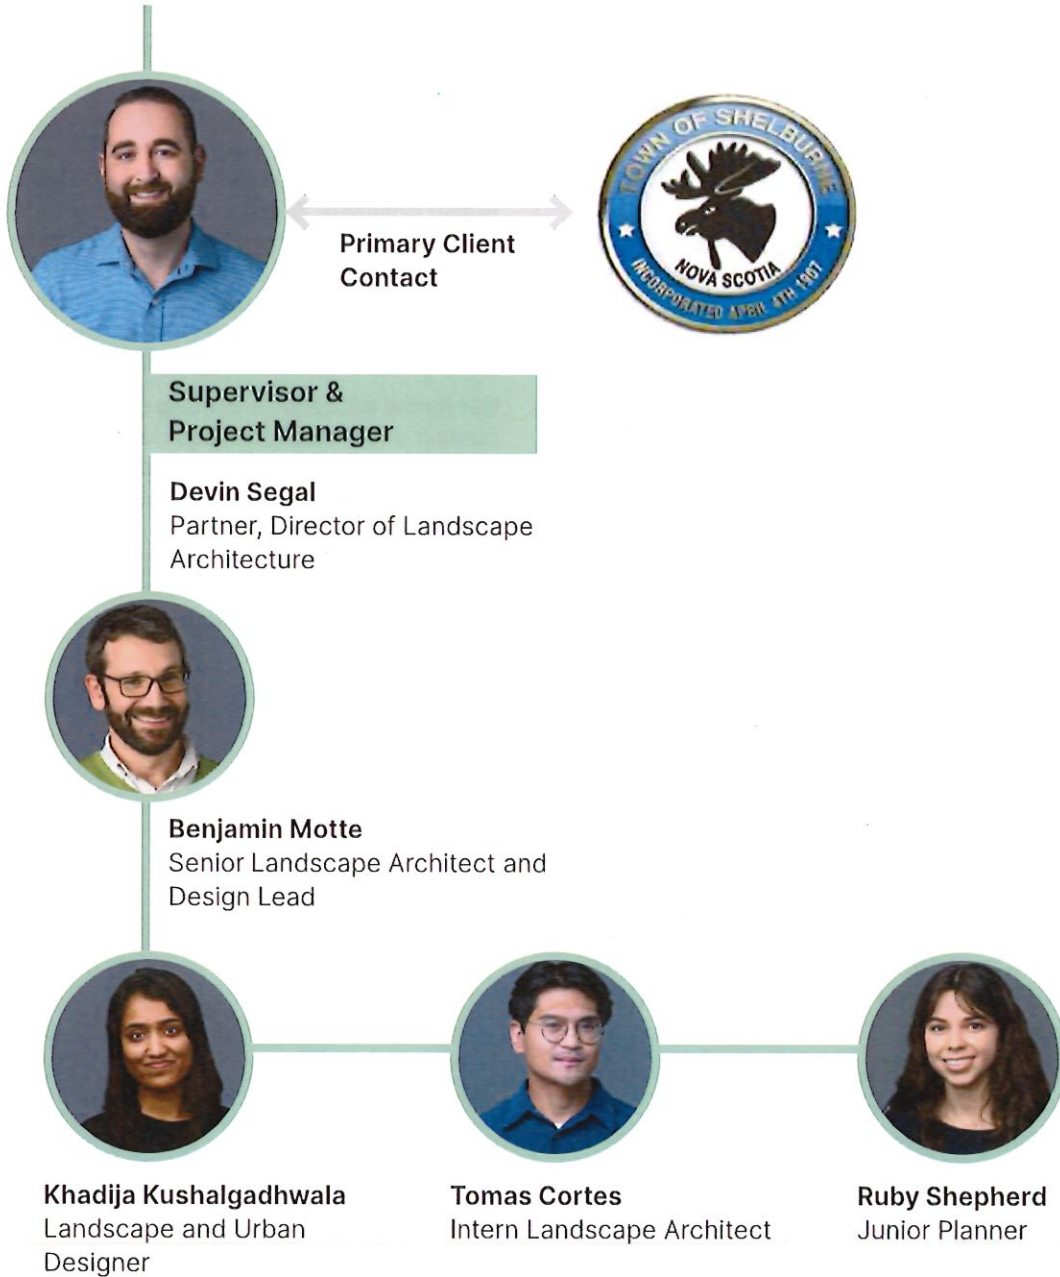 TOWN OF SHELBURNE
NOVA SCOTIA
INCORPORATED APRIL 4TH 1907
Primary Client
Contact
Supervisor &
Project Manager
Devin Segal
Partner, Director of Landscape
Architecture
Benjamin Motte
Senior Landscape Architect and
Design Lead
Khadija Kushalgadhwala
Landscape and Urban
Designer
Tomas Cortes
Intern Landscape Architect
Ruby Shepherd
Junior Planner